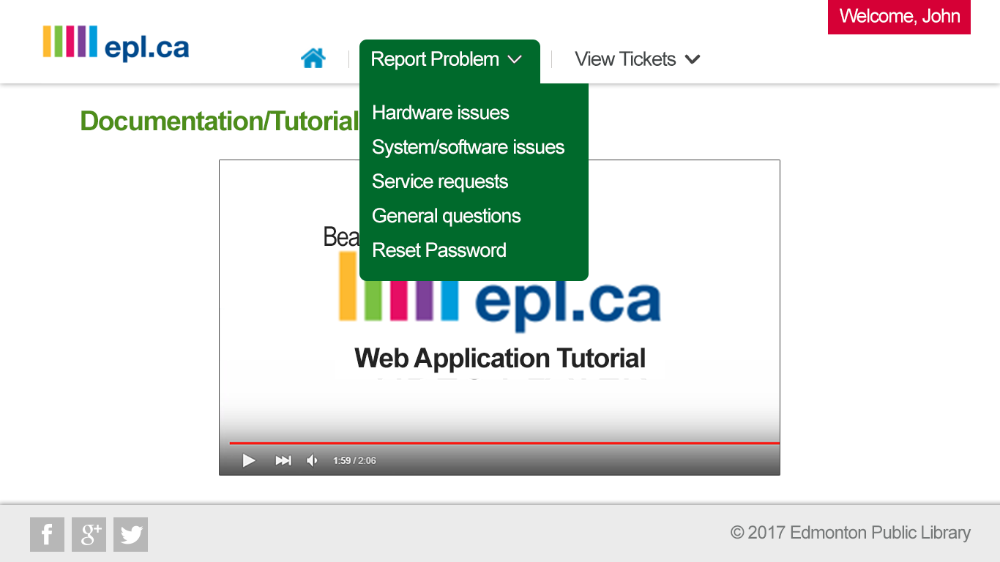 Welcome, John
epl.ca
Report Problem
View Tickets
Hardware issues
System/software issues
Service requests
General questions
Reset Password
Documentation/Tutorial
Bea
epl.ca
Web Application Tutorial
1:59 / 2:06
f
g+
© 2017 Edmonton Public Library